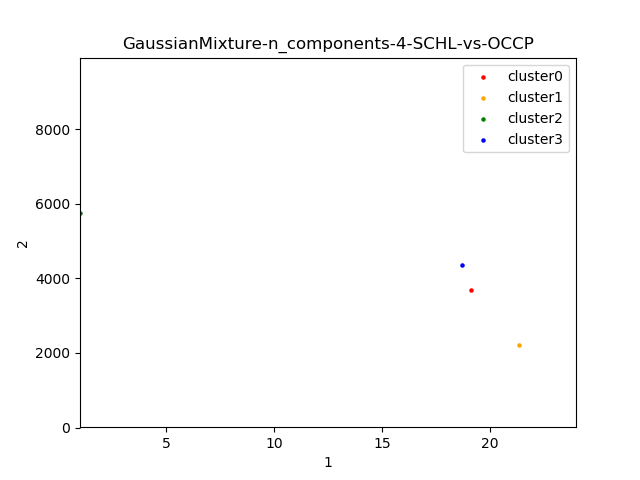 GaussianMixture-n_components-4-SCHL-vs-OCCP
cluster0
cluster1
cluster2
cluster3
8000
6000
4000
2000
0
2
5
10
15
20
1